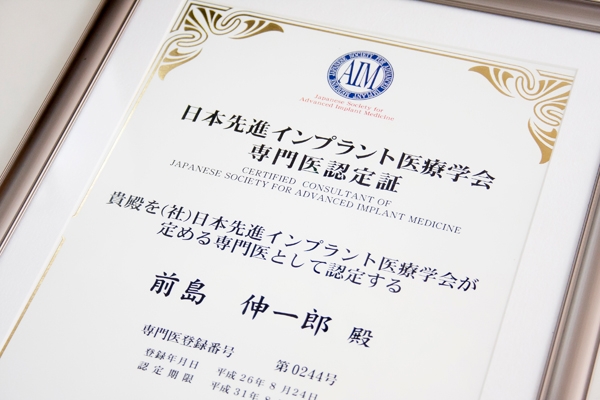 AIM
Japanese Society for
Advanced Implant Medicine
日本先進インプラント医療学会
専門医認定証
CERTIFIED CONSULTANT OF
JAPANESE SOCIETY FOR ADVANCED IMPLANT MEDICINE
貴殿を(社)日本先進インプラント医療学会が
定める専門医として認定する
前島 伸一郎 殿
専門医登録番号 第0244号
登録年月日 平成26年8月24日
認定期限 平成31年8月